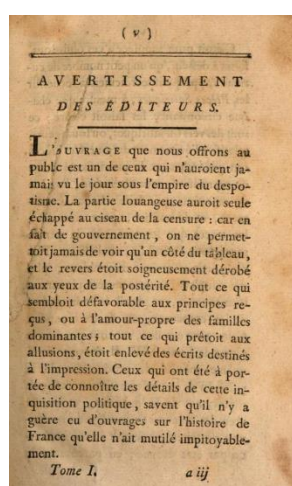 ( v )
AVERTISSEMENT
DES ÉDITEURS.
L'OUVRAGE que nous offrons au
public est un de ceux qui n'auroient ja-
mais vu le jour sous l'empire du despo-
tisme. La partie louangeuse auroit seule
échappé au ciseau de la censure : car en
fait de gouvernement, on ne permet-
toit jamais de voir qu'un côté du tableau,
et le revers étoit soigneusement dérobé
aux yeux de la postérité. Tout ce qui
sembloit défavorable aux principes re-
çus, ou à l'amour-propre des familles
dominantes ; tout ce qui prêtoit aux
allusions, étoit enlevé des écrits destinés
à l'impression. Ceux qui ont été à por-
tée de connoître les détails de cette in-
quisition politique, savent qu'il n'y a
guère eu d'ouvrages sur l'histoire de
France qu'elle n'ait mutilé impitoyable-
ment.
Tome I. a iij